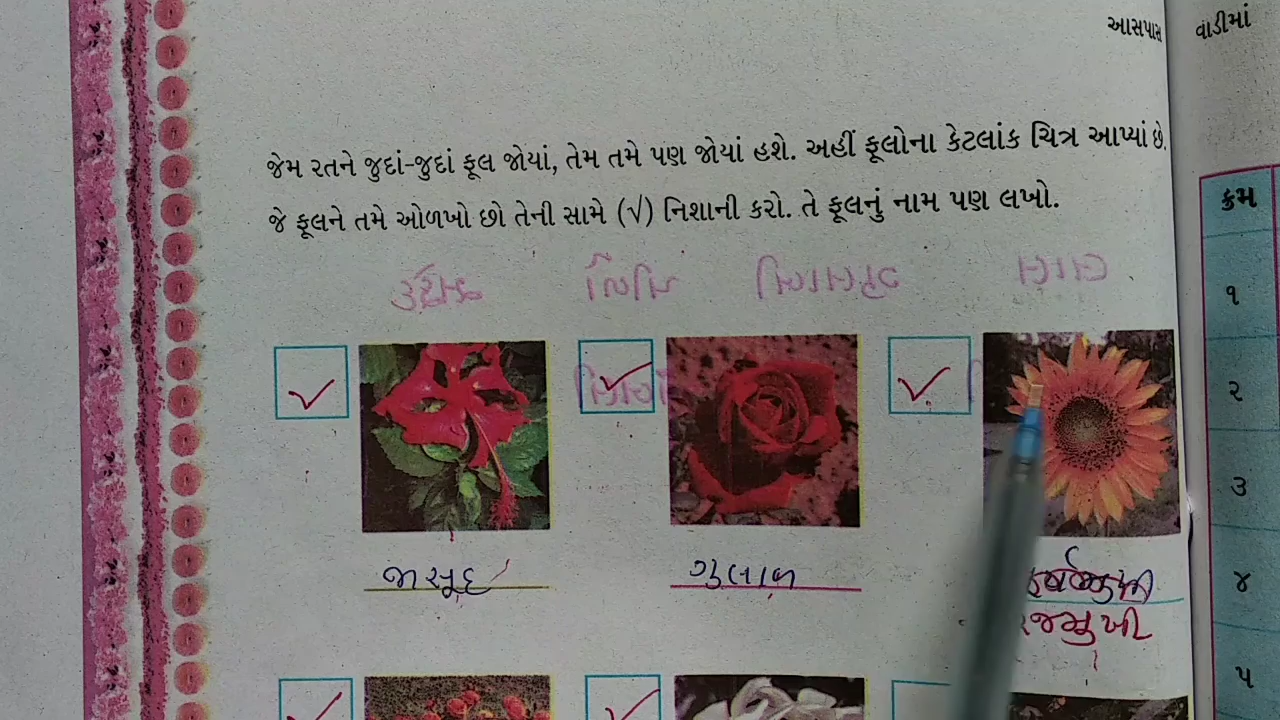 આસપાસ
વાડીમાં
જેમ રતને જુદાં-જુદાં ફૂલ જોયાં, તેમ તમે પણ જોયાં હશે. અહીં ફૂલોના કેટલાંક ચિત્ર આપ્યાં છે.
જે ફૂલને તમે ઓળખો છો તેની સામે (√) નિશાની કરો. તે ફૂલનું નામ પણ લખો.
ક્રમ
૧
૨
૩
૪
૫
જાસૂદ
ગુલાબ